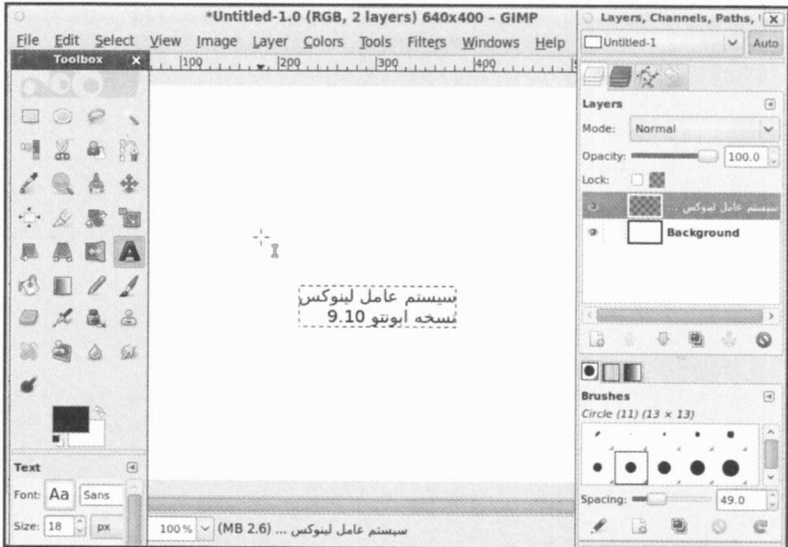 *Untitled-1.0 (RGB, 2 layers) 640x400 – GIMP
File Edit Select View Image Layer Colors Tools Filters Windows Help
Toolbox
100 200 300 400
سیستم عامل لینوکس
نسخه ابونتو 9.10
Text
Font: Aa Sans
Size: 18 px
100% (MB 2.6) ... سیستم عامل لینوکس
Layers, Channels, Paths,
Untitled-1 Auto
Layers
Mode: Normal
Opacity: 100.0
Lock:
سیستم عامل لینوکس ...
Background
Brushes
Circle (11) (13 × 13)
Spacing: 49.0